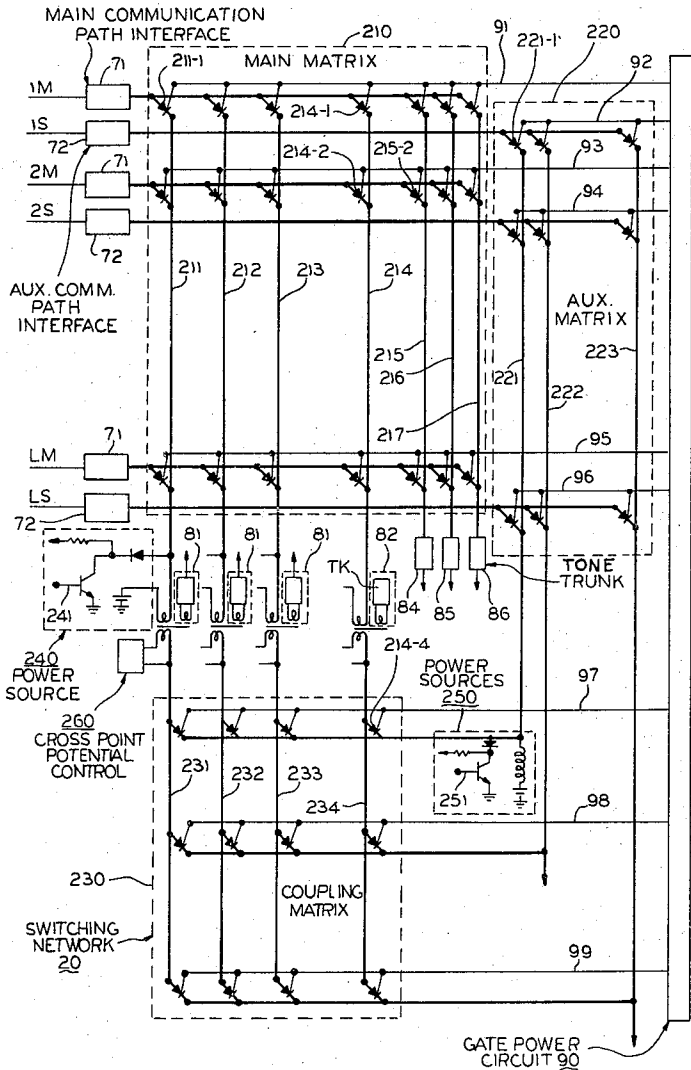 MAIN COMMUNICATION
PATH INTERFACE
210
91
220
71
211-1
MAIN MATRIX
221-1
92
1M
214-1
1S
72
71
214-2
215-2
93
2M
94
2S
72
211
212
213
214
AUX. COMM.
PATH
INTERFACE
AUX.
MATRIX
215
216
221
223
222
217
71
95
LM
96
LS
72
81
81
81
82
TK
84
85
86
TONE
TRUNK
241
240
POWER
SOURCE
214-4
POWER
SOURCES
250
97
260
CROSS POINT
POTENTIAL
CONTROL
231
232
233
234
251
98
230
COUPLING
MATRIX
SWITCHING
NETWORK
20
99
GATE POWER
CIRCUIT 90